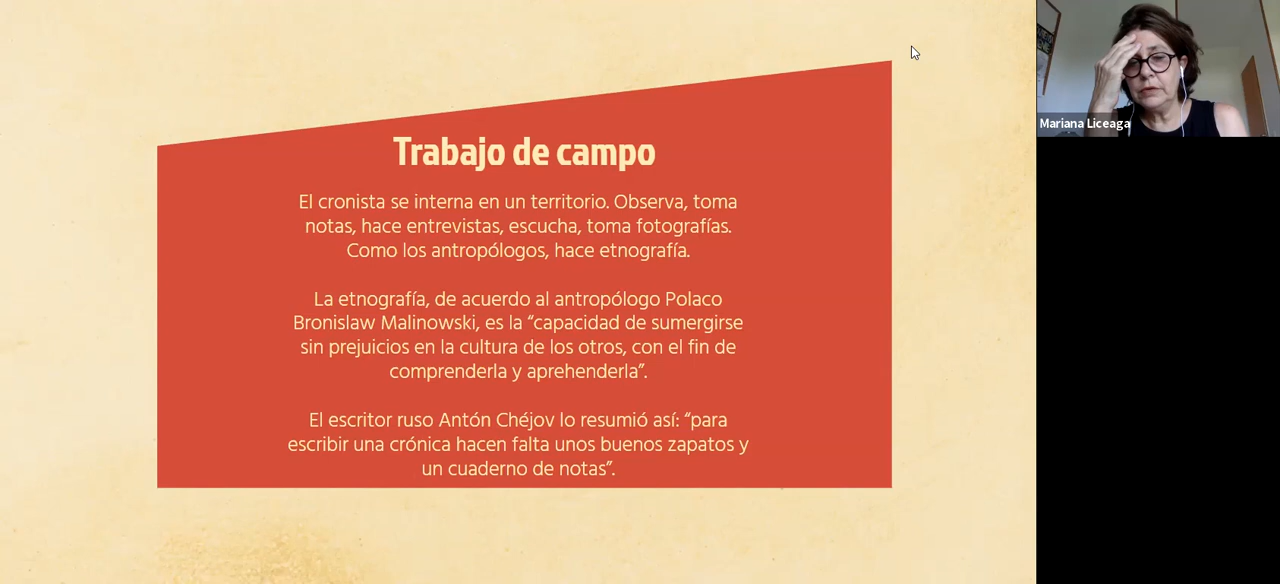 Trabajo de campo
El cronista se interna en un territorio. Observa, toma
notas, hace entrevistas, escucha, toma fotografías.
Como los antropólogos, hace etnografía.
La etnografía, de acuerdo al antropólogo Polaco
Bronislaw Malinowski, es la “capacidad de sumergirse
sin prejuicios en la cultura de los otros, con el fin de
comprenderla y aprehenderla”.
El escritor ruso Antón Chéjov lo resumió así: “para
escribir una crónica hacen falta unos buenos zapatos y
un cuaderno de notas”.
Mariana Liceaga